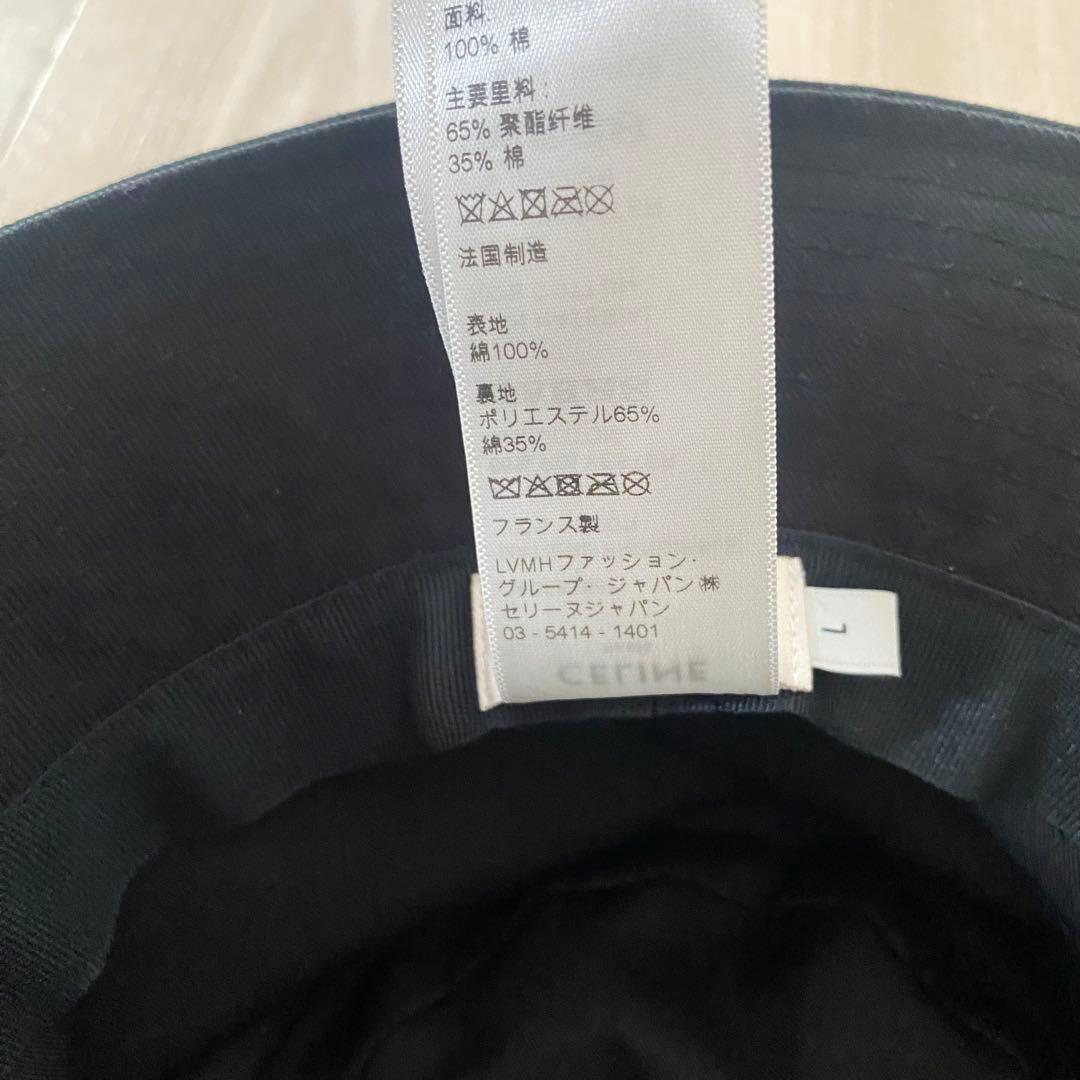 面料:
100% 棉
主要里料:
65% 聚酯纤维
35% 棉
法国制造
表地
綿100%
裏地
ポリエステル65%
綿35%
フランス製
LVMHファッション・
グループ・ジャパン㈱
セリーヌジャパン
03 - 5414 - 1401
CELINE
L